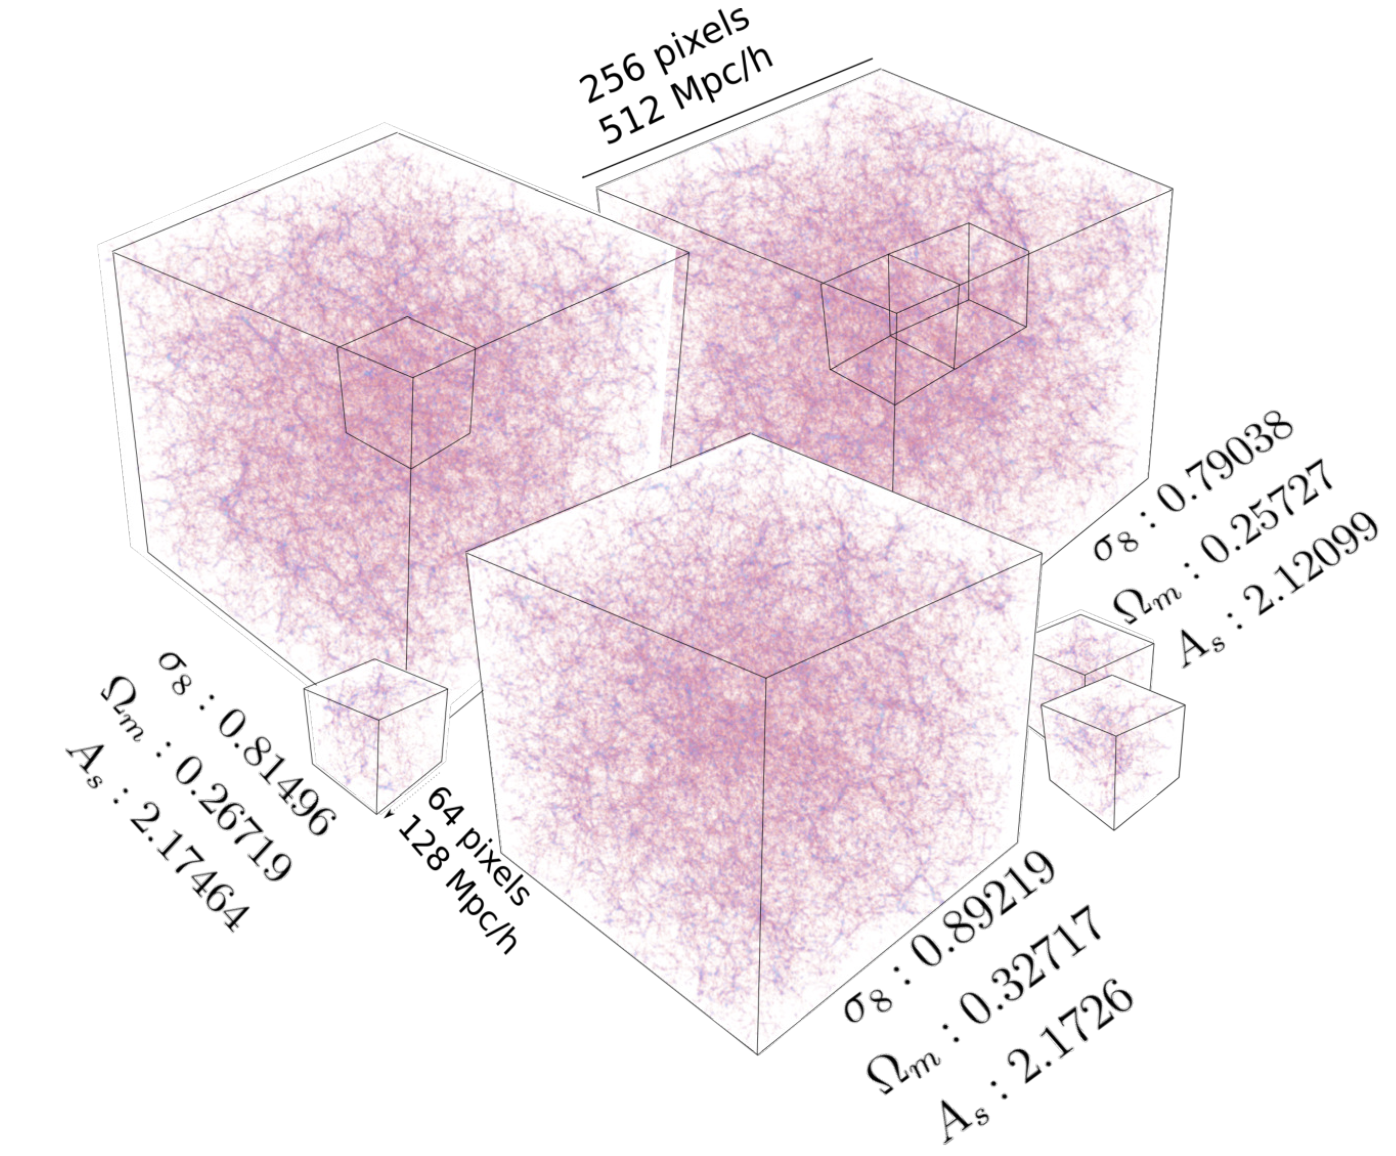 256 pixels
512 Mpc/h
σ₈ : 0.79038
Ωₘ : 0.25727
Aₛ : 2.12099
σ₈ : 0.81496
Ωₘ : 0.26719
Aₛ : 2.17464
64 pixels
128 Mpc/h
σ₈ : 0.89219
Ωₘ : 0.32717
Aₛ : 2.1726